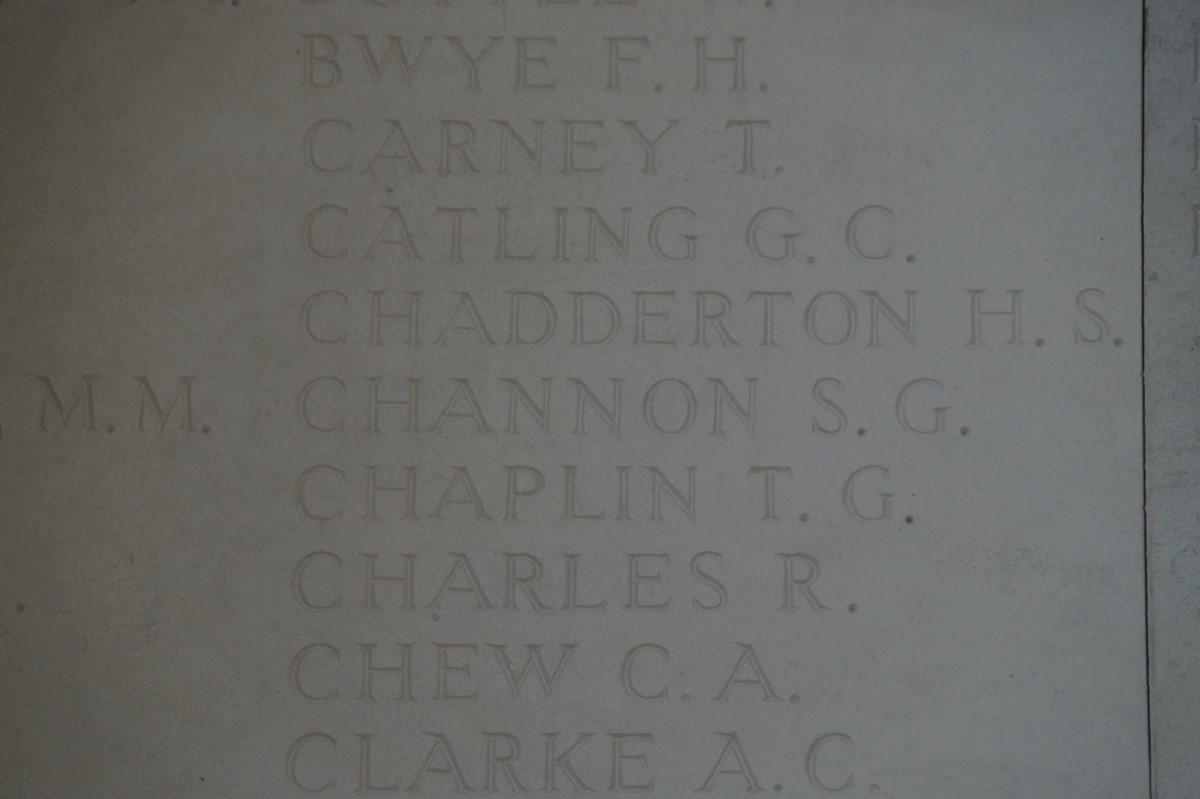 BWYE F. H.
CARNEY T.
CATLING G. C.
CHADDERTON H. S.
M.M. CHANNON S. G.
CHAPLIN T. G.
CHARLES R.
CHEW C. A.
CLARKE A. C.